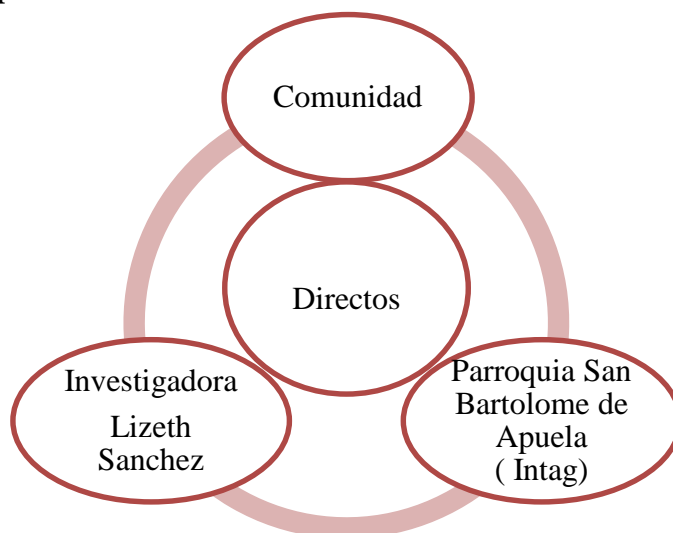 Comunidad
Directos
Investigadora
Lizeth
Sanchez
Parroquia San
Bartolome de
Apuela
( Intag)